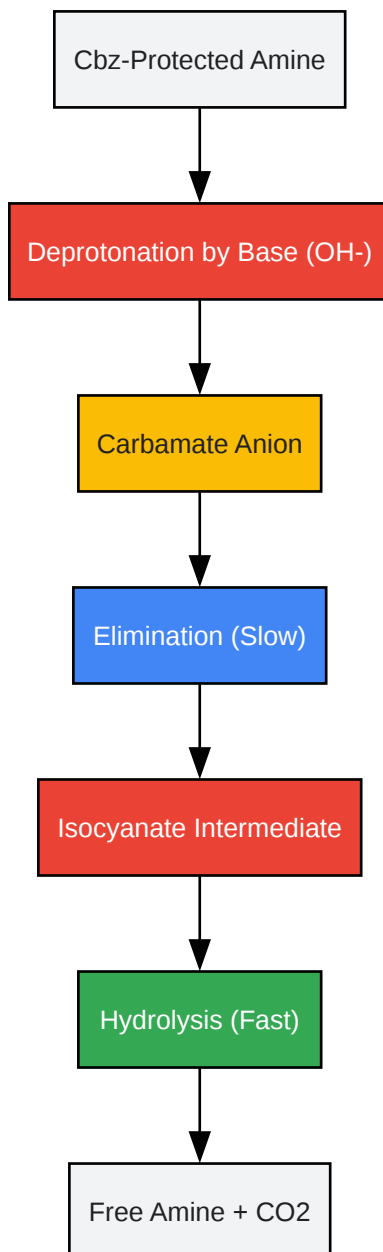 Cbz-Protected Amine
Deprotonation by Base (OH-)
Carbamate Anion
Elimination (Slow)
Isocyanate Intermediate
Hydrolysis (Fast)
Free Amine + CO2